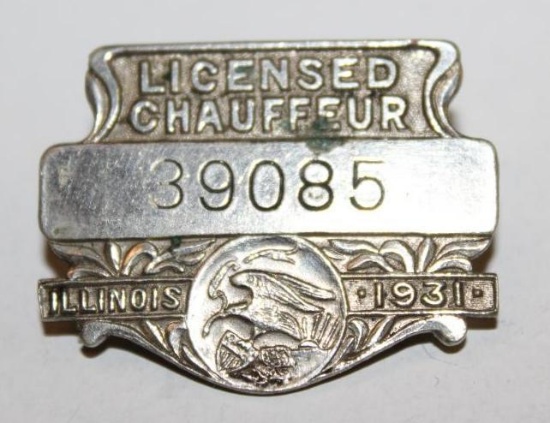 LICENSED
CHAUFFEUR
39085
ILLINOIS · 1931 ·